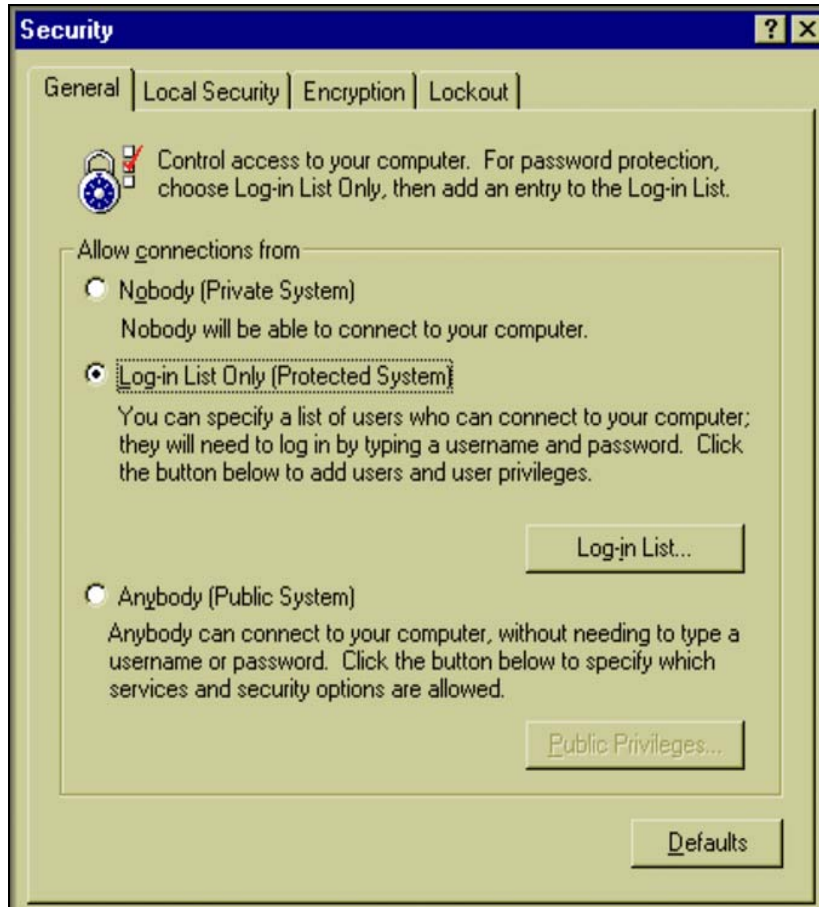 Security
General Local Security Encryption Lockout
Control access to your computer. For password protection,
choose Log-in List Only, then add an entry to the Log-in List.
Allow connections from
Nobody (Private System)
Nobody will be able to connect to your computer.
Log-in List Only (Protected System)
You can specify a list of users who can connect to your computer;
they will need to log in by typing a username and password. Click
the button below to add users and user privileges.
Log-in List...
Anybody (Public System)
Anybody can connect to your computer, without needing to type a
username or password. Click the button below to specify which
services and security options are allowed.
Public Privileges...
Defaults